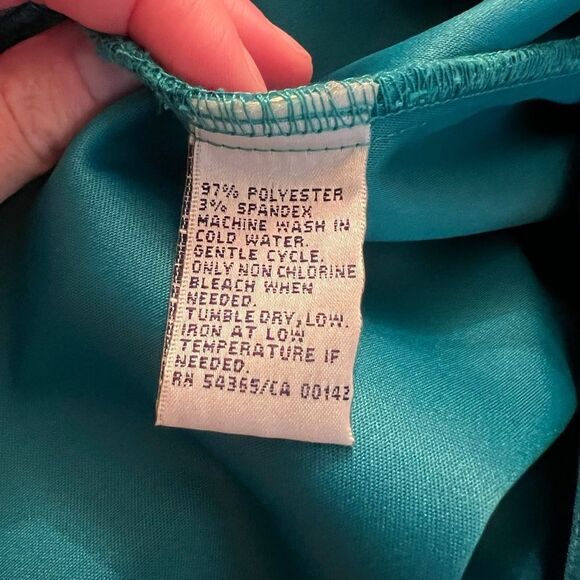 97% POLYESTER
3% SPANDEX
MACHINE WASH IN
COLD WATER.
GENTLE CYCLE.
ONLY NON CHLORINE
BLEACH WHEN
NEEDED.
TUMBLE DRY, LOW.
IRON AT LOW
TEMPERATURE IF
NEEDED.
RN 54365/CA 00142